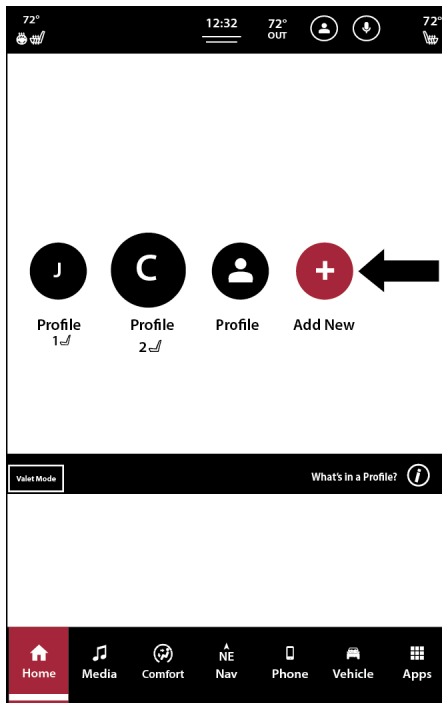 72°
12:32
72°
OUT
72°
J
C
+
Profile
Profile
Profile
Add New
1
2
Valet Mode
What's in a Profile?
i
NE
Home
Media
Comfort
Nav
Phone
Vehicle
Apps